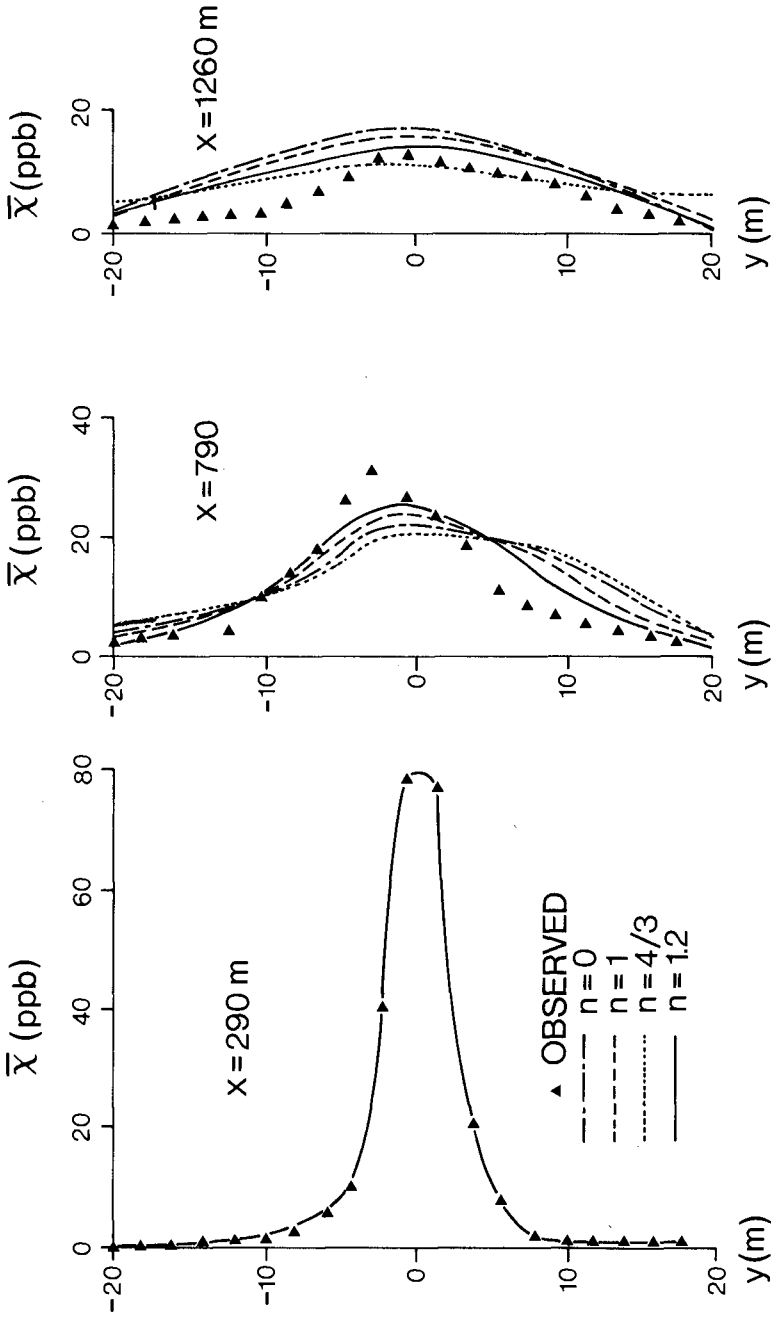 χ̄ (ppb)
20
0
X = 1260 m
-20
-10
0
10
20
y (m)
χ̄ (ppb)
40
20
0
X = 790
-20
-10
0
10
20
y (m)
χ̄ (ppb)
80
60
40
20
0
X = 290 m
▲ OBSERVED
n = 0
n = 1
n = 4/3
n = 1.2
-20
-10
0
10
20
y (m)